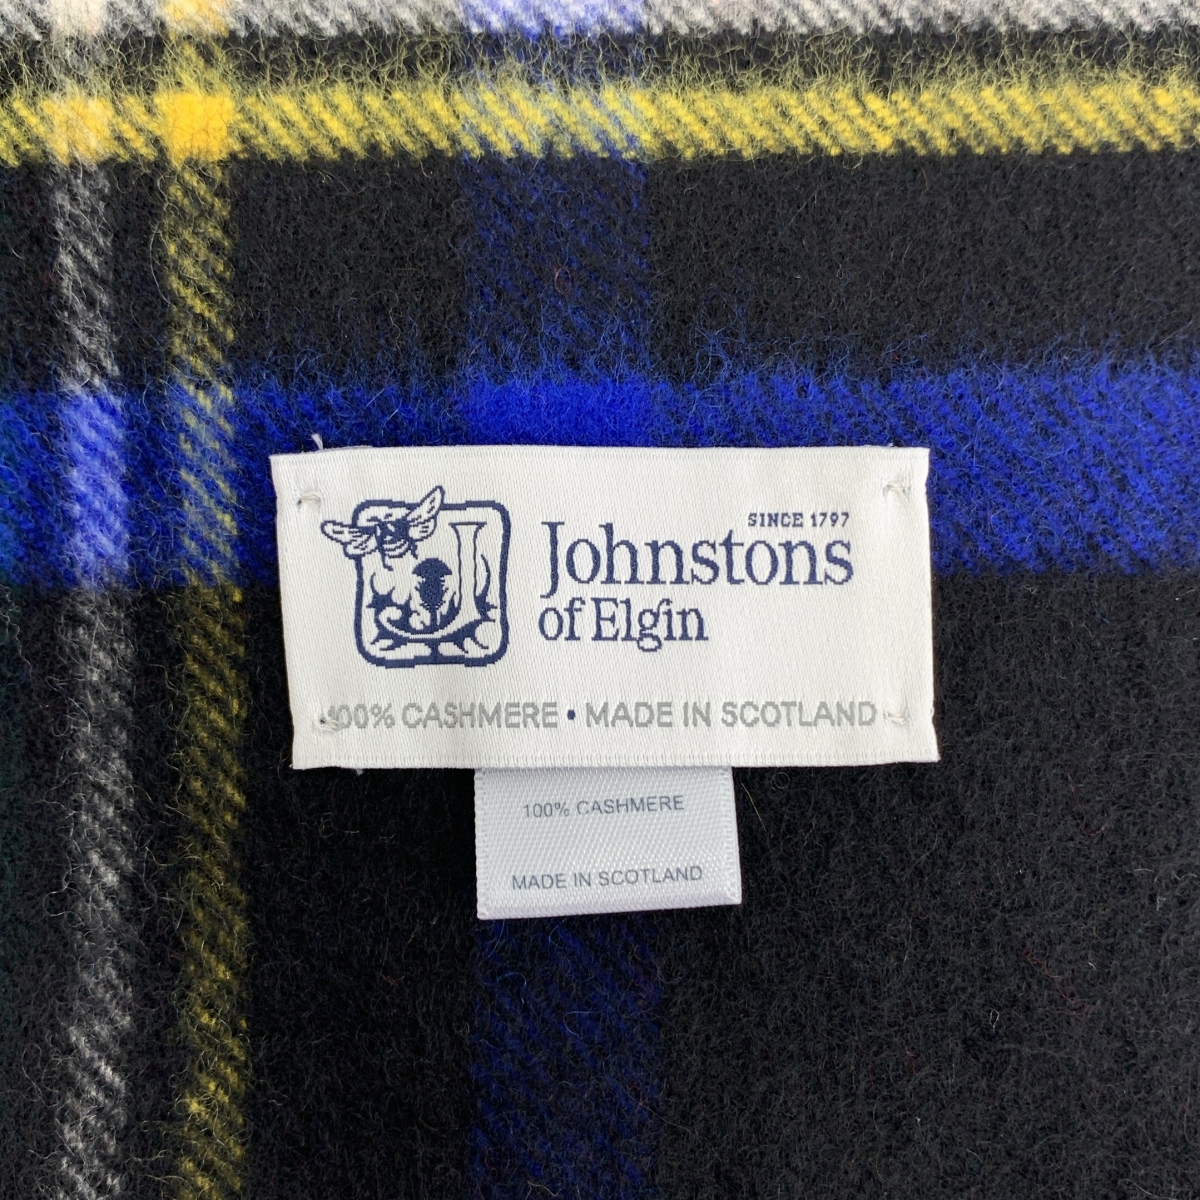 SINCE 1797
Johnstons
of Elgin
100% CASHMERE • MADE IN SCOTLAND
100% CASHMERE
MADE IN SCOTLAND